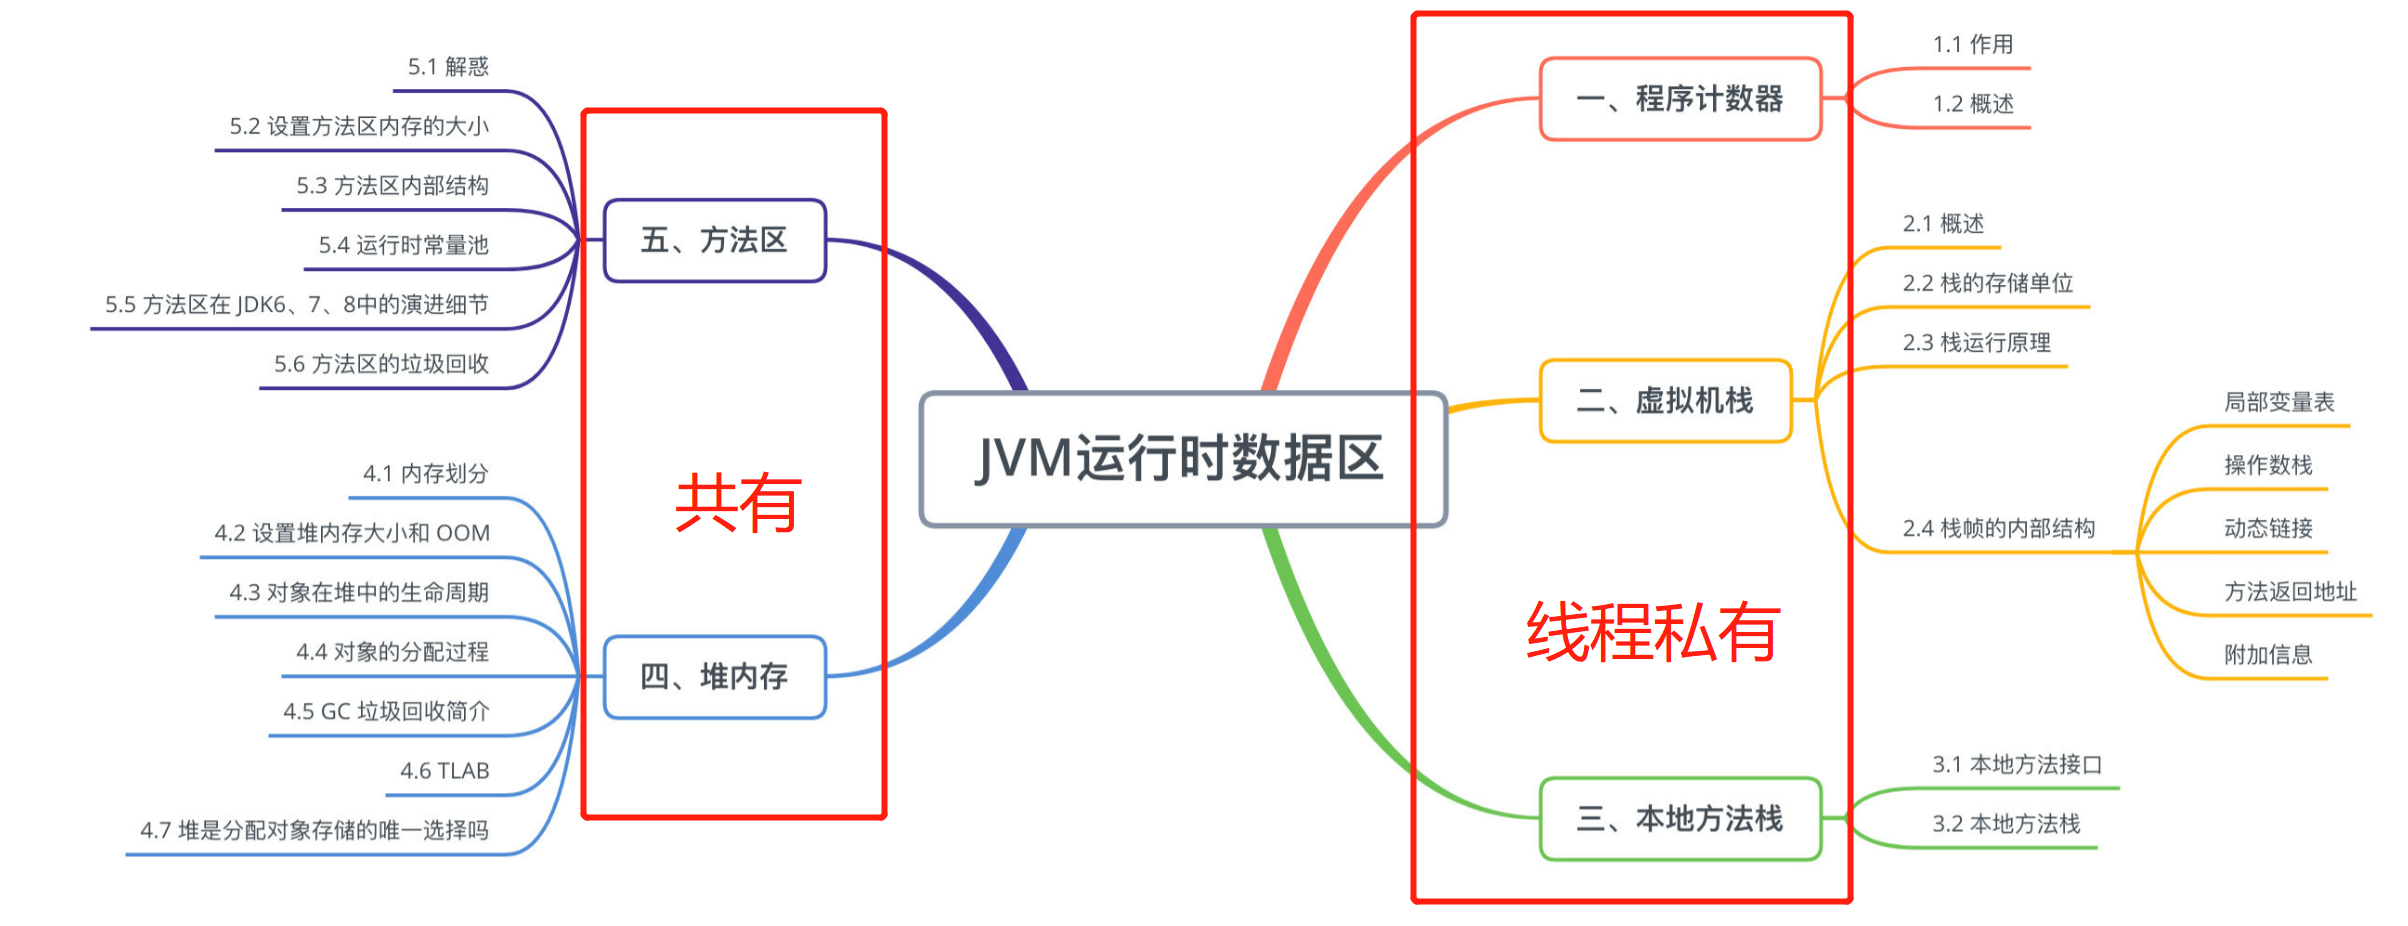 JVM运行时数据区
线程私有
一、程序计数器
1.1 作用
1.2 概述
二、虚拟机栈
2.1 概述
2.2 栈的存储单位
2.3 栈运行原理
2.4 栈帧的内部结构
局部变量表
操作数栈
动态链接
方法返回地址
附加信息
三、本地方法栈
3.1 本地方法接口
3.2 本地方法栈
共有
四、堆内存
4.1 内存划分
4.2 设置堆内存大小和 OOM
4.3 对象在堆中的生命周期
4.4 对象的分配过程
4.5 GC 垃圾回收简介
4.6 TLAB
4.7 堆是分配对象存储的唯一选择吗
五、方法区
5.1 解惑
5.2 设置方法区内存的大小
5.3 方法区内部结构
5.4 运行时常量池
5.5 方法区在 JDK6、7、8中的演进细节
5.6 方法区的垃圾回收